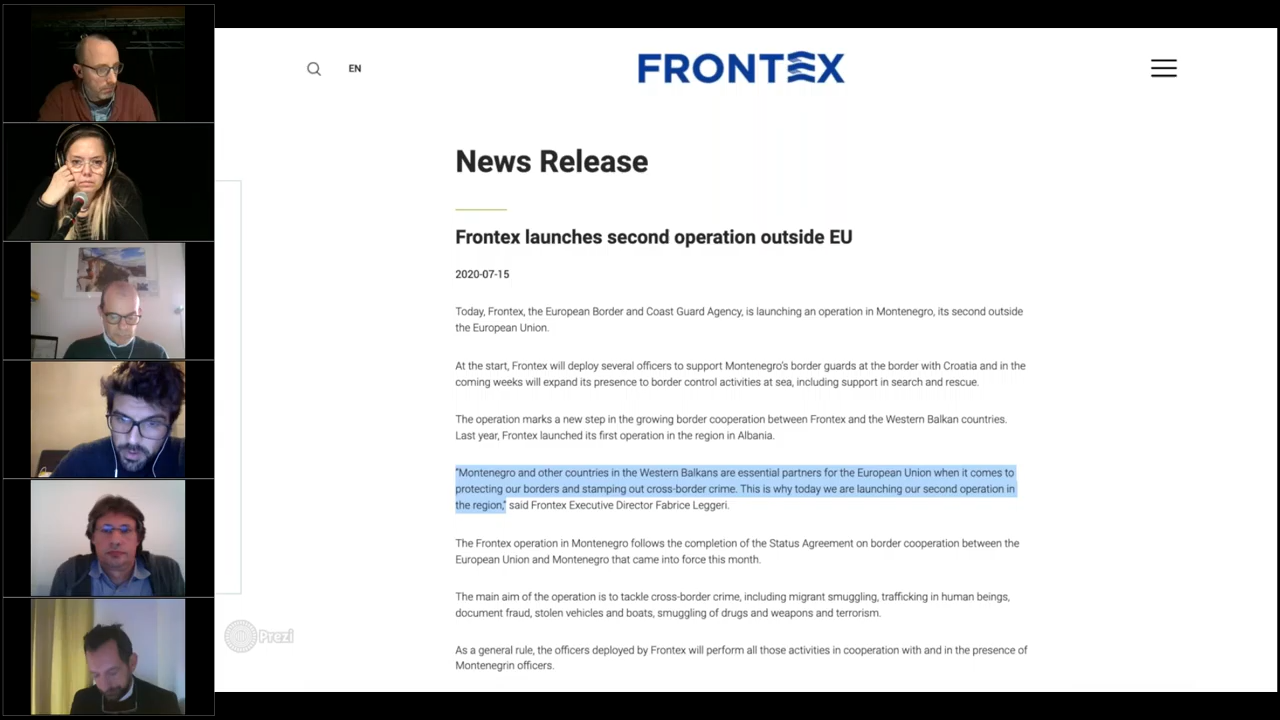 EN
FRONTEX
News Release
Frontex launches second operation outside EU
2020-07-15
Today, Frontex, the European Border and Coast Guard Agency, is launching an operation in Montenegro, its second outside
the European Union.
At the start, Frontex will deploy several officers to support Montenegro's border guards at the border with Croatia and in the
coming weeks will expand its presence to border control activities at sea, including support in search and rescue.
The operation marks a new step in the growing border cooperation between Frontex and the Western Balkan countries.
Last year, Frontex launched its first operation in the region in Albania.
"Montenegro and other countries in the Western Balkans are essential partners for the European Union when it comes to
protecting our borders and stamping out cross-border crime. This is why today we are launching our second operation in
the region," said Frontex Executive Director Fabrice Leggeri.
The Frontex operation in Montenegro follows the completion of the Status Agreement on border cooperation between the
European Union and Montenegro that came into force this month.
The main aim of the operation is to tackle cross-border crime, including migrant smuggling, trafficking in human beings,
document fraud, stolen vehicles and boats, smuggling of drugs and weapons and terrorism.
As a general rule, the officers deployed by Frontex will perform all those activities in cooperation with and in the presence of
Montenegrin officers.
Prezi